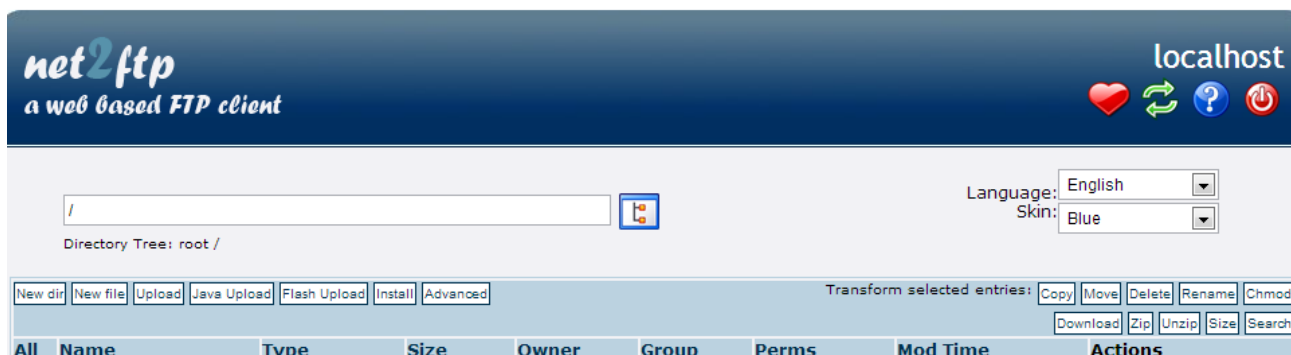 net2ftp
localhost
a web based FTP client
?
Language: English
/
Skin: Blue
Directory Tree: root /
New dir New file Upload Java Upload Flash Upload Install Advanced
Transform selected entries: Copy Move Delete Rename Chmod
Download Zip Unzip Size Search
All Name Type Size Owner Group Perms Mod Time Actions